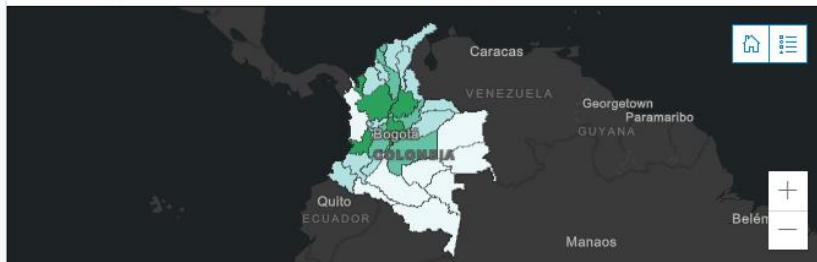 Caracas
VENEZUELA
Georgetown
Paramaribo
GUYANA
Bogotá
COLOMBIA
Quito
ECUADOR
Belém
Manaos